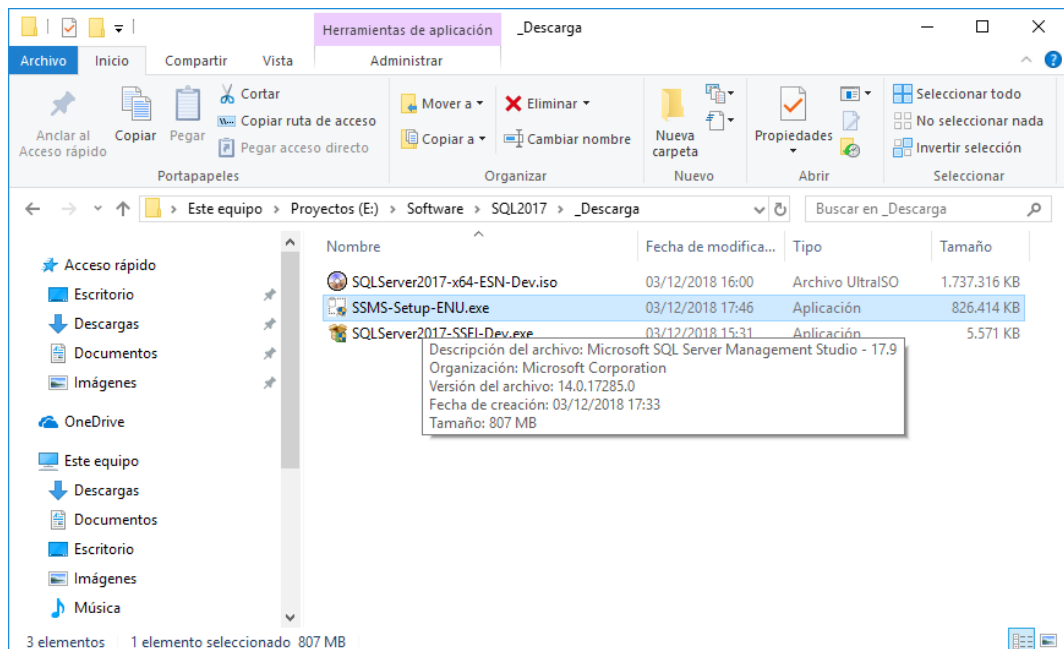 Herramientas de aplicación _Descarga
Archivo Inicio Compartir Vista Administrar
Anclar al Acceso rápido
Copiar
Pegar
Cortar
Copiar ruta de acceso
Pegar acceso directo
Portapapeles
Mover a
Copiar a
Eliminar
Cambiar nombre
Organizar
Nueva carpeta
Nuevo
Propiedades
Abrir
Seleccionar todo
No seleccionar nada
Invertir selección
Seleccionar
Este equipo > Proyectos (E:) > Software > SQL2017 > _Descarga
Buscar en _Descarga
Acceso rápido
Escritorio
Descargas
Documentos
Imágenes
OneDrive
Este equipo
Descargas
Documentos
Escritorio
Imágenes
Música
Nombre Fecha de modifica... Tipo Tamaño
SQLServer2017-x64-ESN-Dev.iso 03/12/2018 16:00 Archivo UltraISO 1.737.316 KB
SSMS-Setup-ENU.exe 03/12/2018 17:46 Aplicación 826.414 KB
SQLServer2017-SSEI-Dev.exe 03/12/2018 15:31 Aplicación 5.571 KB
Descripción del archivo: Microsoft SQL Server Management Studio - 17.9
Organización: Microsoft Corporation
Versión del archivo: 14.0.17285.0
Fecha de creación: 03/12/2018 17:33
Tamaño: 807 MB
3 elementos 1 elemento seleccionado 807 MB